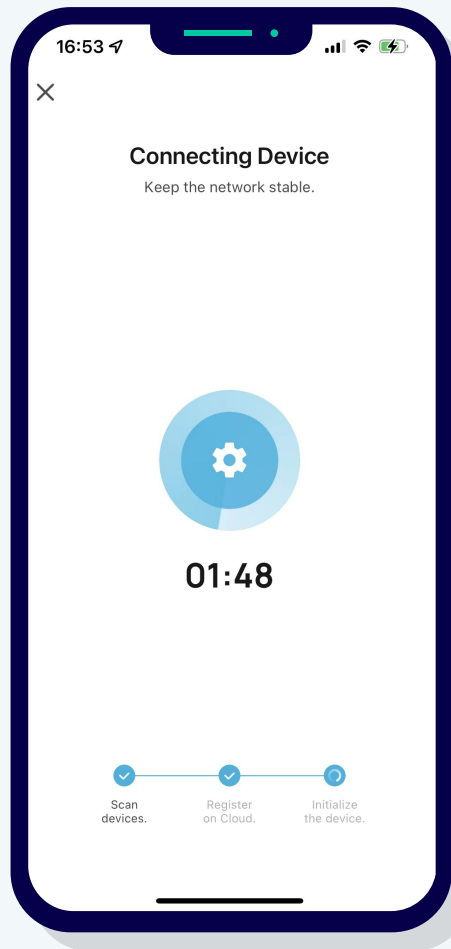 16:53
Connecting Device
Keep the network stable.
01:48
Scan devices.
Register on Cloud.
Initialize the device.